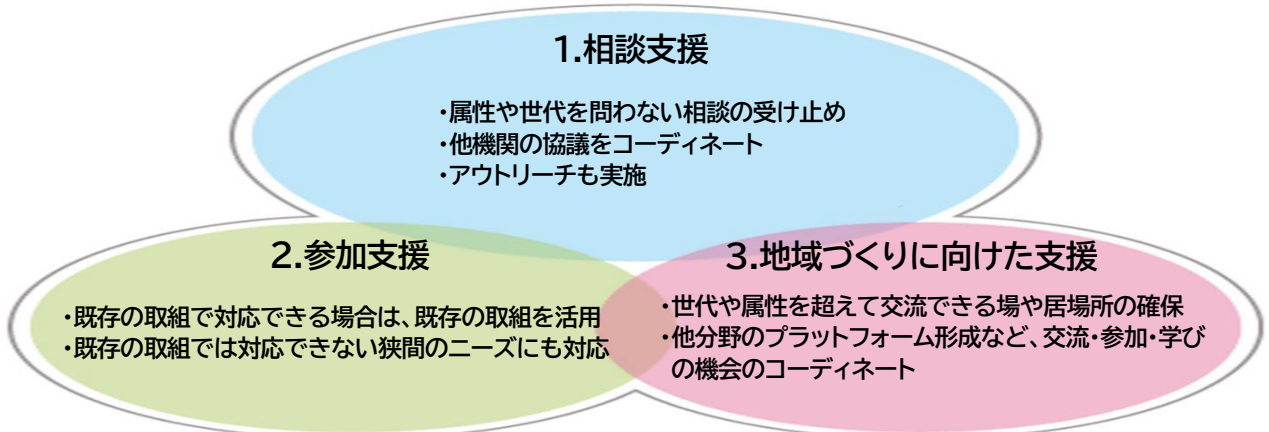 1.相談支援
・属性や世代を問わない相談の受け止め
・他機関の協議をコーディネート
・アウトリーチも実施
2.参加支援
・既存の取組で対応できる場合は、既存の取組を活用
・既存の取組では対応できない狭間のニーズにも対応
3.地域づくりに向けた支援
・世代や属性を超えて交流できる場や居場所の確保
・他分野のプラットフォーム形成など、交流・参加・学び
の機会のコーディネート